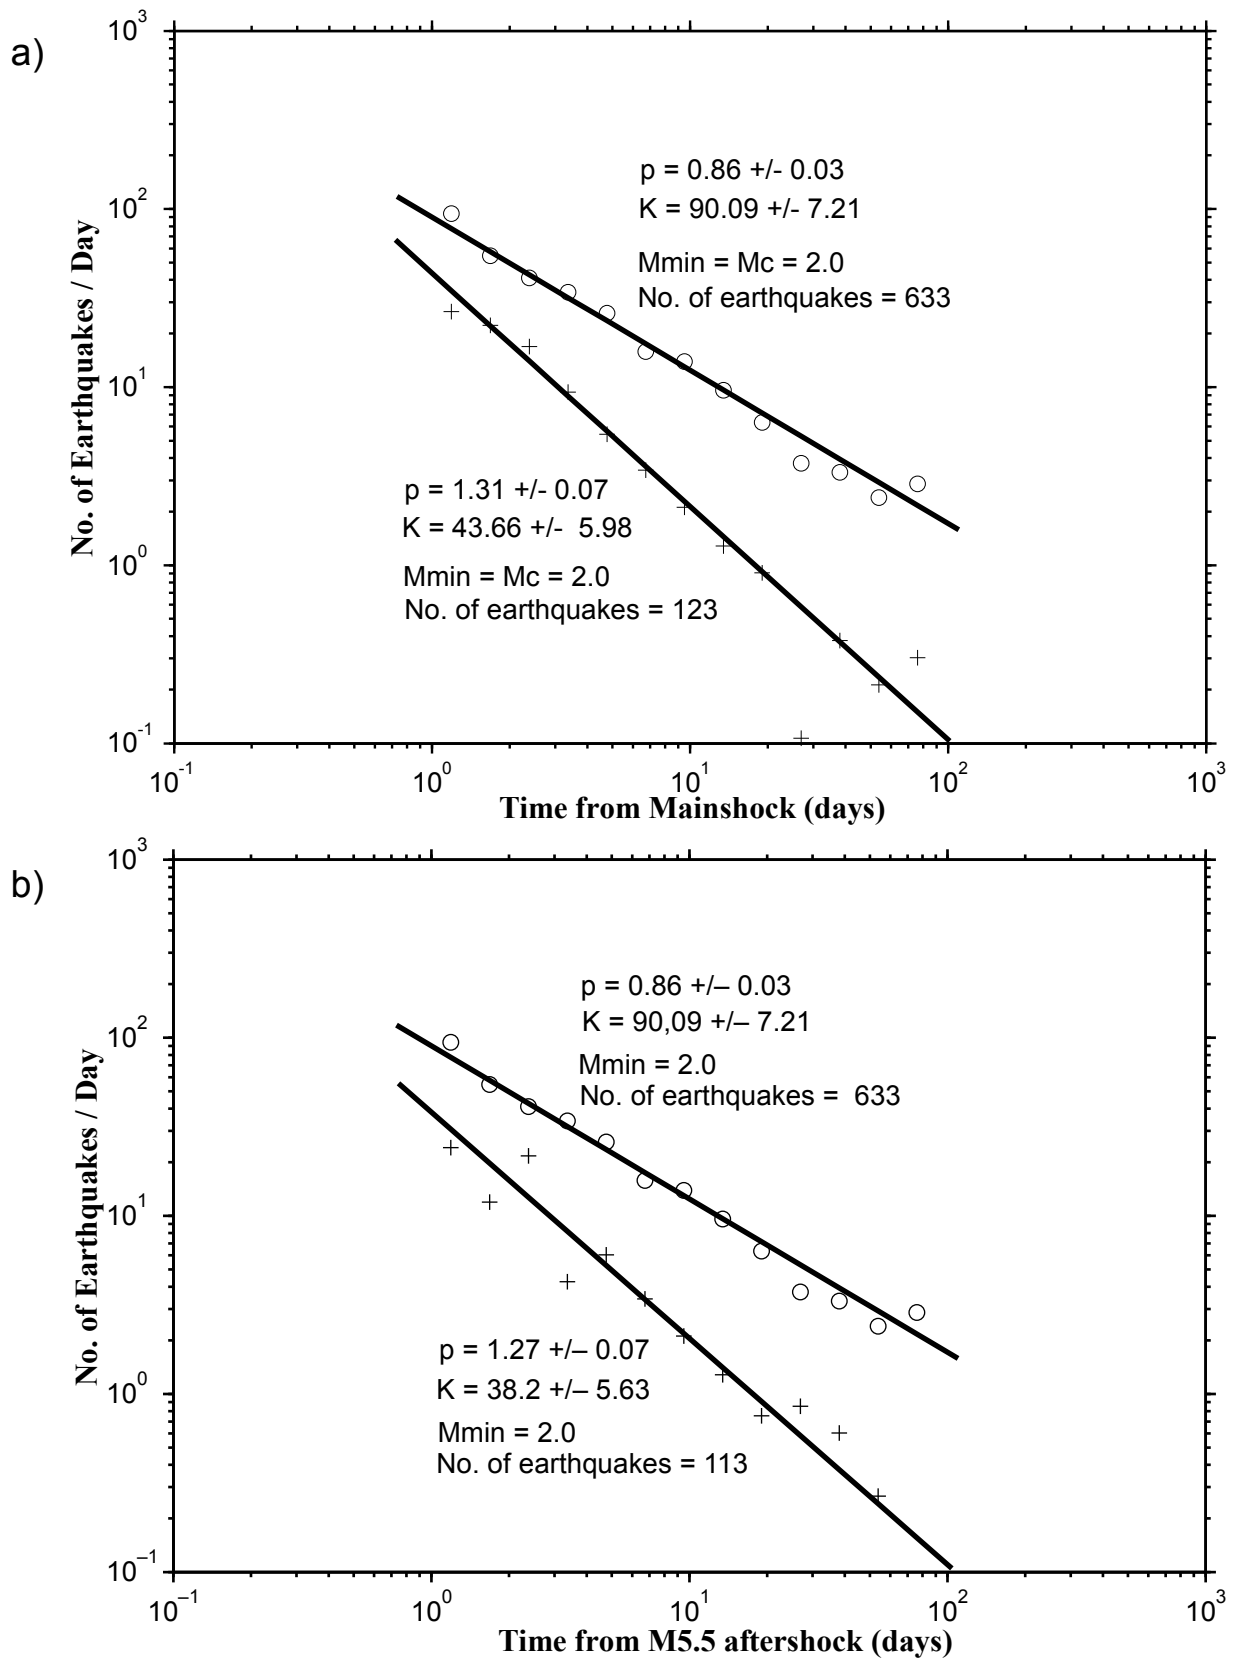 a)
10^3
p = 0.86 +/- 0.03
K = 90.09 +/- 7.21
10^2
Mmin = Mc = 2.0
No. of earthquakes = 633
No. of Earthquakes / Day
10^1
p = 1.31 +/- 0.07
K = 43.66 +/-  5.98
10^0
Mmin = Mc = 2.0
No. of earthquakes = 123
10^-1
10^-1 10^0 10^1 10^2 10^3
Time from Mainshock (days)
b)
10^3
p = 0.86 +/– 0.03
K = 90,09 +/– 7.21
10^2
Mmin = 2.0
No. of earthquakes =  633
No. of Earthquakes / Day
10^1
p = 1.27 +/– 0.07
K = 38.2 +/– 5.63
10^0
Mmin = 2.0
No. of earthquakes = 113
10^–1
10^–1 10^0 10^1 10^2 10^3
Time from M5.5 aftershock (days)